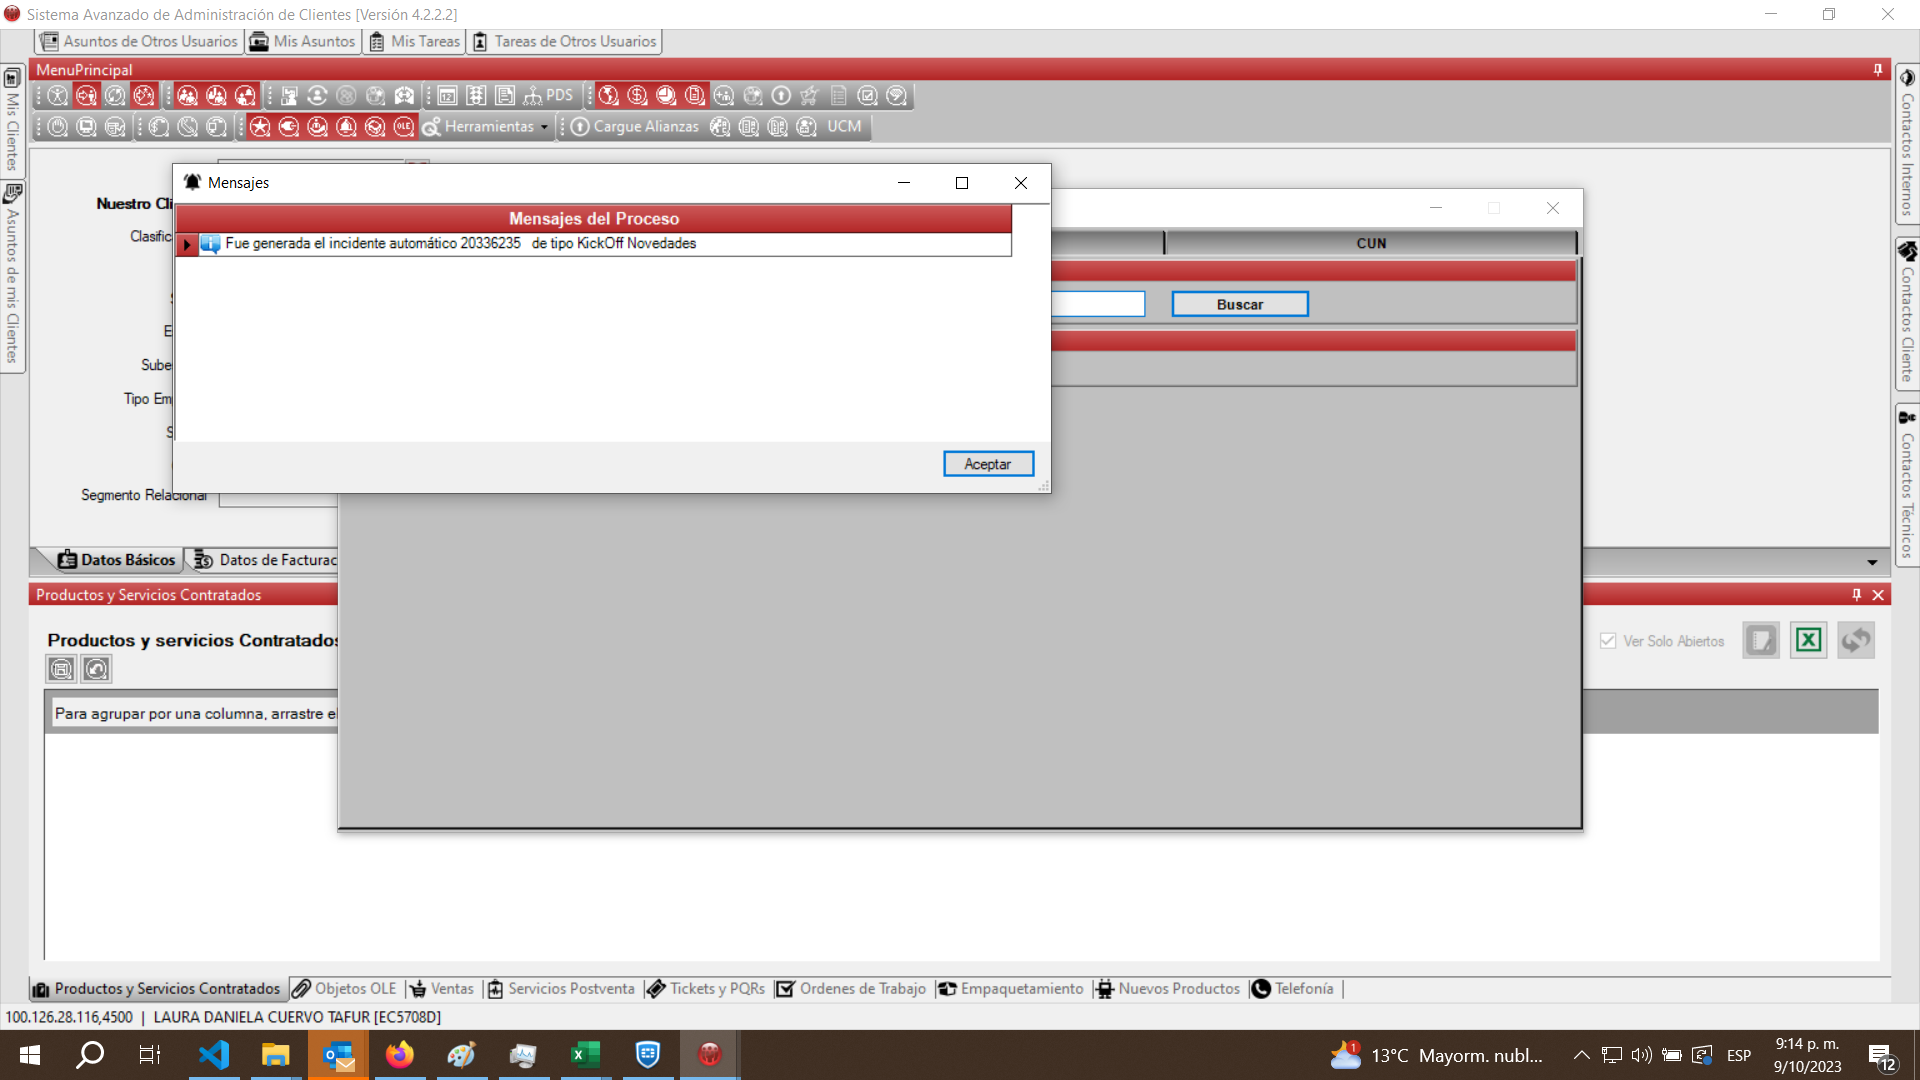 Sistema Avanzado de Administración de Clientes [Versión 4.2.2.2]
Asuntos de Otros Usuarios
Mis Asuntos
Mis Tareas
Tareas de Otros Usuarios
MenuPrincipal
PDS
Herramientas
Cargue Alianzas
UCM
Mis Clientes
Asuntos de mis Clientes
Contactos Internos
Contactos Cliente
Contactos Técnicos
Nuestro Cli
Clasific
E
Sube
Tipo Em
S
Segmento Relacional
Mensajes
Mensajes del Proceso
Fue generada el incidente automático 20336235 de tipo KickOff Novedades
Aceptar
CUN
Buscar
Datos Básicos
Datos de Facturac
Productos y Servicios Contratados
Productos y servicios Contratados
Ver Solo Abiertos
Para agrupar por una columna, arrastre el
Productos y Servicios Contratados
Objetos OLE
Ventas
Servicios Postventa
Tickets y PQRs
Ordenes de Trabajo
Empaquetamiento
Nuevos Productos
Telefonía
100.126.28.116,4500 | LAURA DANIELA CUERVO TAFUR [EC5708D]
1
13°C Mayorm. nubl...
ESP
9:14 p. m.
9/10/2023
12